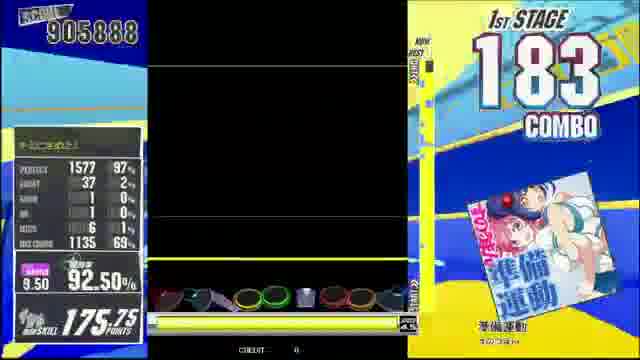 SCORE
905888
1ST STAGE
183
COMBO
PERFECT 1577 97%
GREAT 37 2%
GOOD 1 0%
OK 1 0%
MISS 6 1%
MAX COMBO 1135 69%
9.50 92.50%
SKILL 175.75 POINTS
準備
運動
準備運動
CREDIT 0